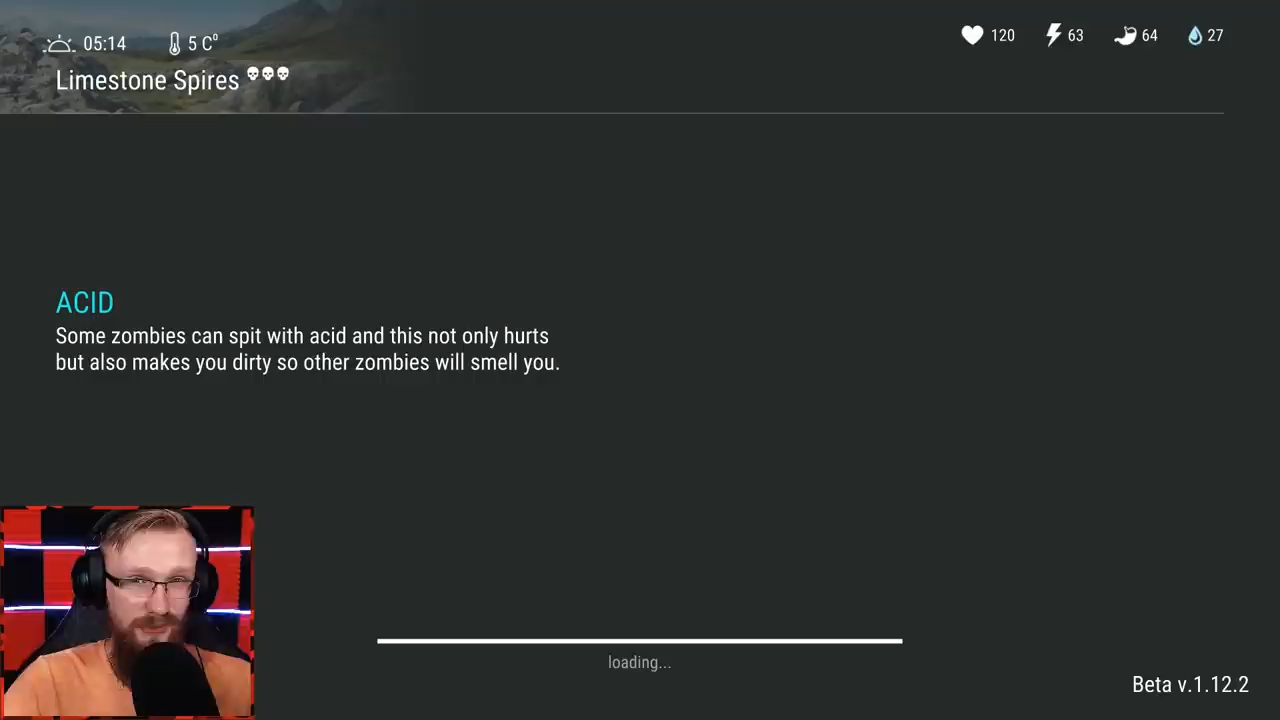 05:14
5 Cº
120
63
64
27
Limestone Spires
ACID
Some zombies can spit with acid and this not only hurts
but also makes you dirty so other zombies will smell you.
loading...
Beta v.1.12.2